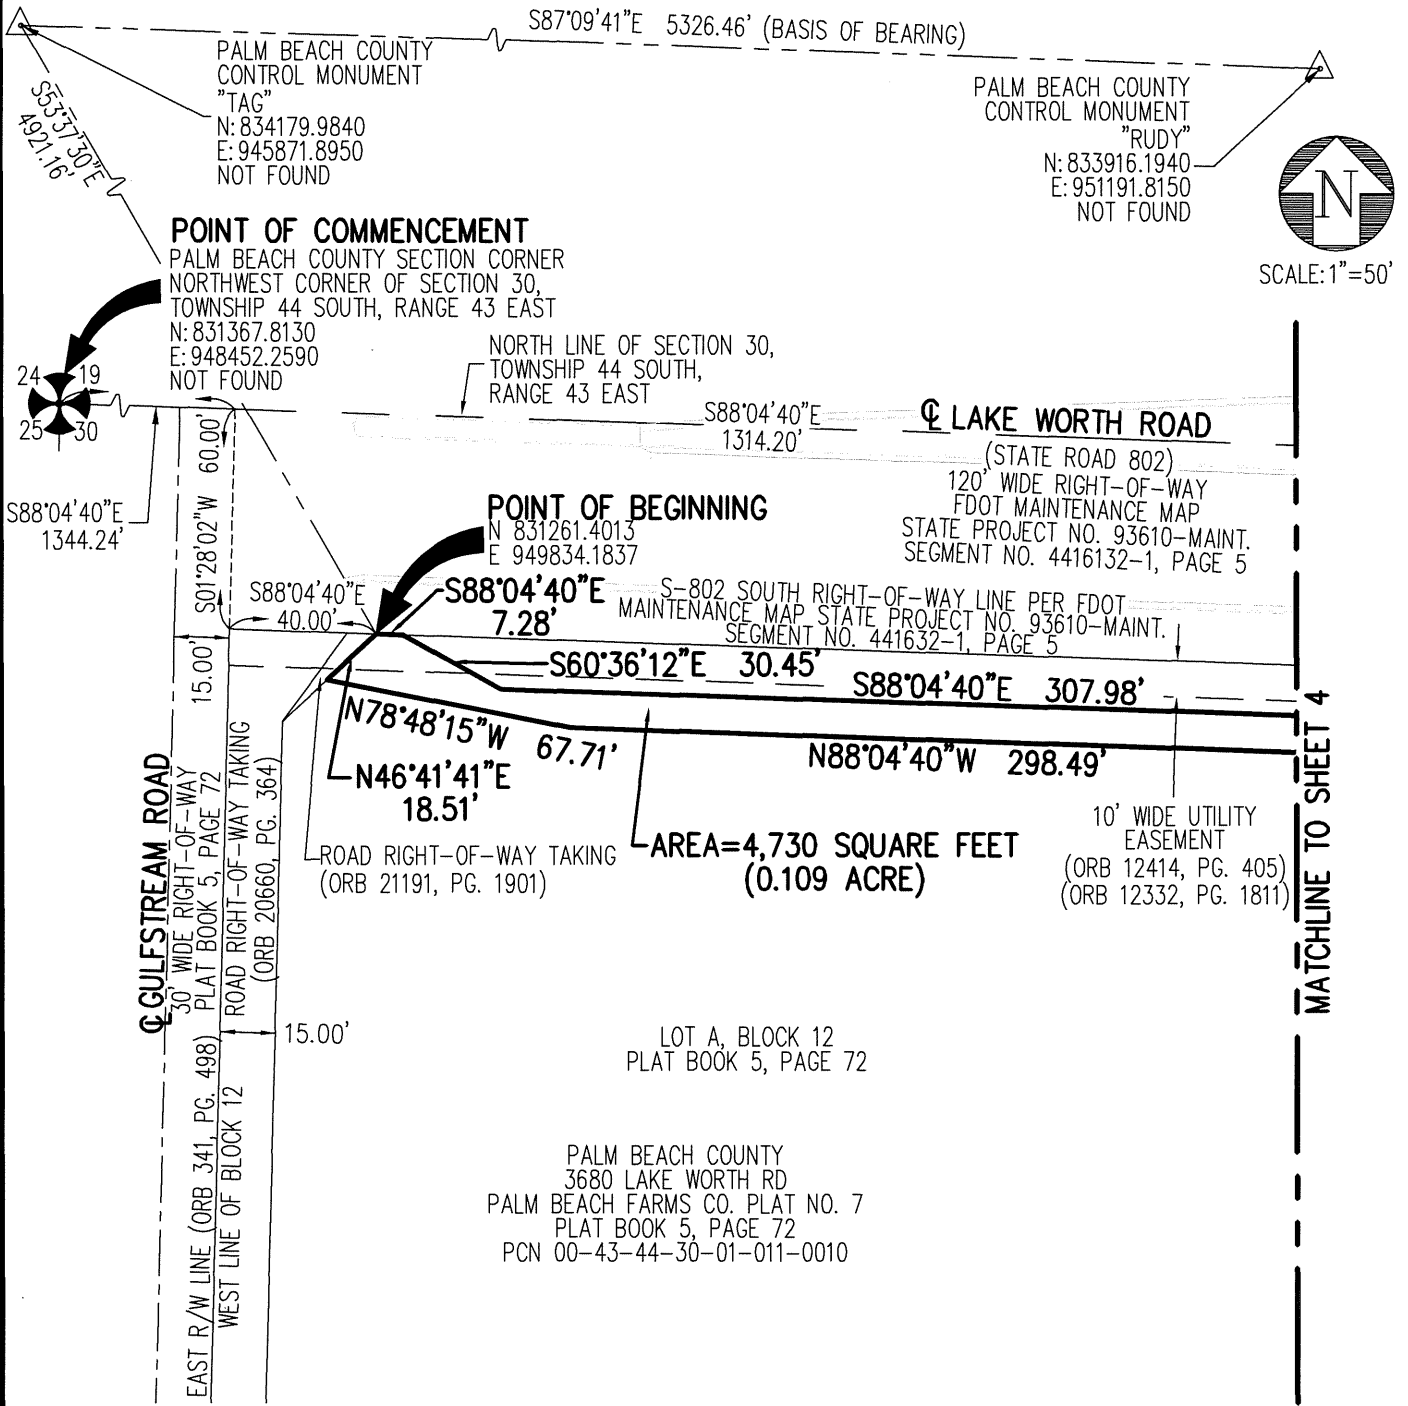 S87°09'41"E 5326.46' (BASIS OF BEARING)
PALM BEACH COUNTY
CONTROL MONUMENT
"TAG"
N: 834179.9840
E: 945871.8950
NOT FOUND
S53°37'30"E
4921.16'
PALM BEACH COUNTY
CONTROL MONUMENT
"RUDY"
N: 833916.1940
E: 951191.8150
NOT FOUND
N
SCALE: 1"=50'
POINT OF COMMENCEMENT
PALM BEACH COUNTY SECTION CORNER
NORTHWEST CORNER OF SECTION 30,
TOWNSHIP 44 SOUTH, RANGE 43 EAST
N: 831367.8130
E: 948452.2590
NOT FOUND
24 19
25 30
NORTH LINE OF SECTION 30,
TOWNSHIP 44 SOUTH,
RANGE 43 EAST
S88°04'40"E
1314.20'
℄ LAKE WORTH ROAD
(STATE ROAD 802)
120' WIDE RIGHT-OF-WAY
FDOT MAINTENANCE MAP
STATE PROJECT NO. 93610-MAINT.
SEGMENT NO. 4416132-1, PAGE 5
S88°04'40"E
1344.24'
S01°28'02"W 60.00'
POINT OF BEGINNING
N 831261.4013
E 949834.1837
S88°04'40"E
40.00'
S88°04'40"E
7.28'
S-802 SOUTH RIGHT-OF-WAY LINE PER FDOT
MAINTENANCE MAP STATE PROJECT NO. 93610-MAINT.
SEGMENT NO. 441632-1, PAGE 5
15.00'
S60°36'12"E 30.45'
S88°04'40"E 307.98'
N78°48'15"W 67.71'
N88°04'40"W 298.49'
N46°41'41"E
18.51'
AREA=4,730 SQUARE FEET
(0.109 ACRE)
ROAD RIGHT-OF-WAY TAKING
(ORB 21191, PG. 1901)
10' WIDE UTILITY
EASEMENT
(ORB 12414, PG. 405)
(ORB 12332, PG. 1811)
MATCHLINE TO SHEET 4
℄ GULFSTREAM ROAD
30' WIDE RIGHT-OF-WAY
PLAT BOOK 5, PAGE 72
ROAD RIGHT-OF-WAY TAKING
(ORB 20660, PG. 364)
15.00'
EAST R/W LINE (ORB 341, PG. 498)
WEST LINE OF BLOCK 12
LOT A, BLOCK 12
PLAT BOOK 5, PAGE 72
PALM BEACH COUNTY
3680 LAKE WORTH RD
PALM BEACH FARMS CO. PLAT NO. 7
PLAT BOOK 5, PAGE 72
PCN 00-43-44-30-01-011-0010